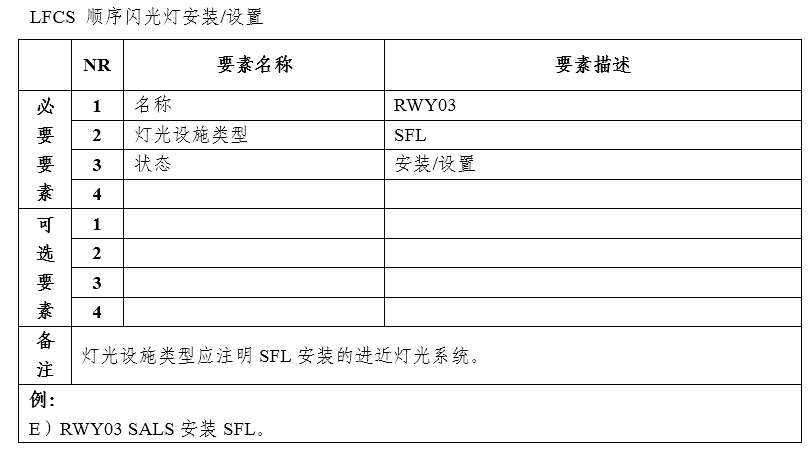 LFCS 顺序闪光灯安装/设置
NR 要素名称 要素描述
必要要素
1 名称 RWY03
2 灯光设施类型 SFL
3 状态 安装/设置
4
可选要素
1
2
3
4
备注 灯光设施类型应注明 SFL 安装的进近灯光系统。
例：
E）RWY03 SALS 安装 SFL。